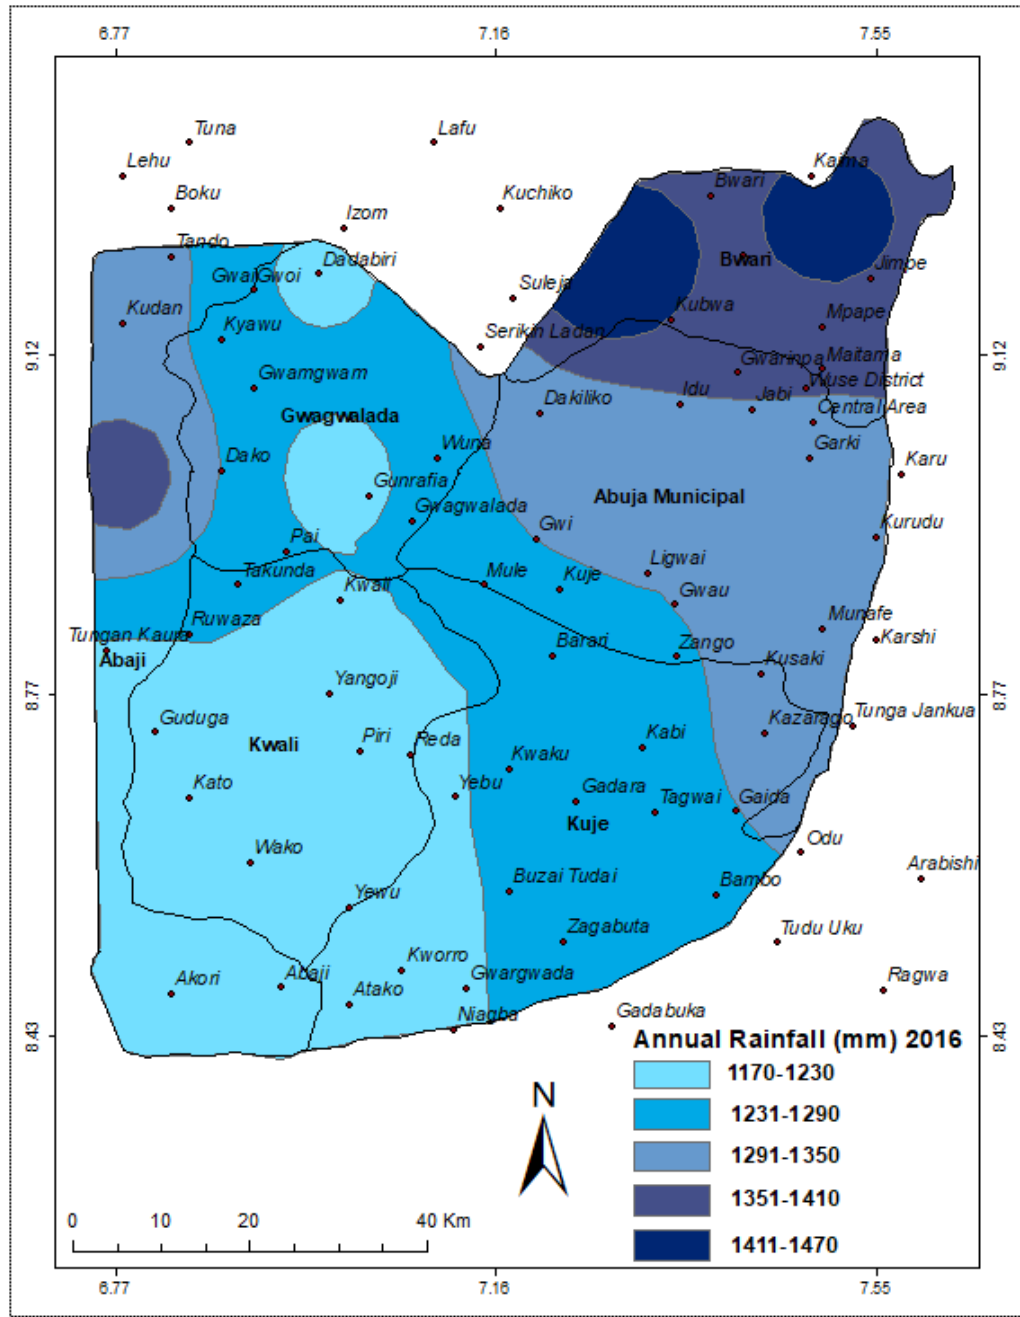 6.77 7.16 7.55
Tuna
Lafu
Lehu
Kaima
Boku
Kuchiko
Bwari
Izom
Tando
Dadabiri
Bwari
GwaiGwoi
Jimpe
Suleja
Kudan
Kubwa
Mpape
Kyawu
Serikin Ladan
9.12
9.12
Gwarinpa
Maitama
Gwamgwam
Wuse District
Idu
Jabi
Dakiliko
Central Area
Gwagwalada
Wuna
Garki
Dako
Karu
Gunrafia
Abuja Municipal
Gwagwalada
Gwi
Kurudu
Pai
Ligwai
Takunda
Mule
Kuje
Kwali
Gwau
Ruwaza
Munafe
Tungan Kaura
Barari
Zango
Karshi
Abaji
Kusaki
8.77
8.77
Yangoji
Guduga
Kazarago
Tunga Jankua
Kwali
Piri
Reda
Kabi
Kwaku
Kato
Yebu
Gadara
Tagwai
Gaida
Kuje
Wako
Odu
Arabishi
Buzai Tudai
Bambo
Yewu
Zagabuta
Tudu Uku
Kworro
Akori
Abaji
Gwargwada
Ragwa
Atako
Niagba
Gadabuka
8.43
8.43
Annual Rainfall (mm) 2016
1170-1230
1231-1290
1291-1350
1351-1410
1411-1470
N
0 10 20 40 Km
6.77 7.16 7.55